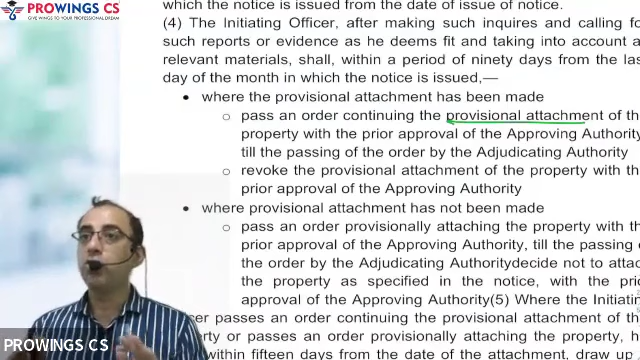 PROWINGS CS
GIVE WINGS TO YOUR PROFESSIONAL DREAMS
which the notice is issued from the date of issue of notice.
(4) The Initiating Officer, after making such inquires and calling fo
such reports or evidence as he deems fit and taking into account a
relevant materials, shall, within a period of ninety days from the las
day of the month in which the notice is issued,—
• where the provisional attachment has been made
o pass an order continuing the provisional attachment of the
property with the prior approval of the Approving Authority
till the passing of the order by the Adjudicating Authority
o revoke the provisional attachment of the property with the
prior approval of the Approving Authority
• where provisional attachment has not been made
o pass an order provisionally attaching the property with the
prior approval of the Approving Authority, till the passing o
the order by the Adjudicating Authoritydecide not to attac
the property as specified in the notice, with the prio
approval of the Approving Authority(5) Where the Initiatin
cer passes an order continuing the provisional attachment of th
perty or passes an order provisionally attaching the property, h
within fifteen days from the date of the attachment, draw up
PROWINGS CS